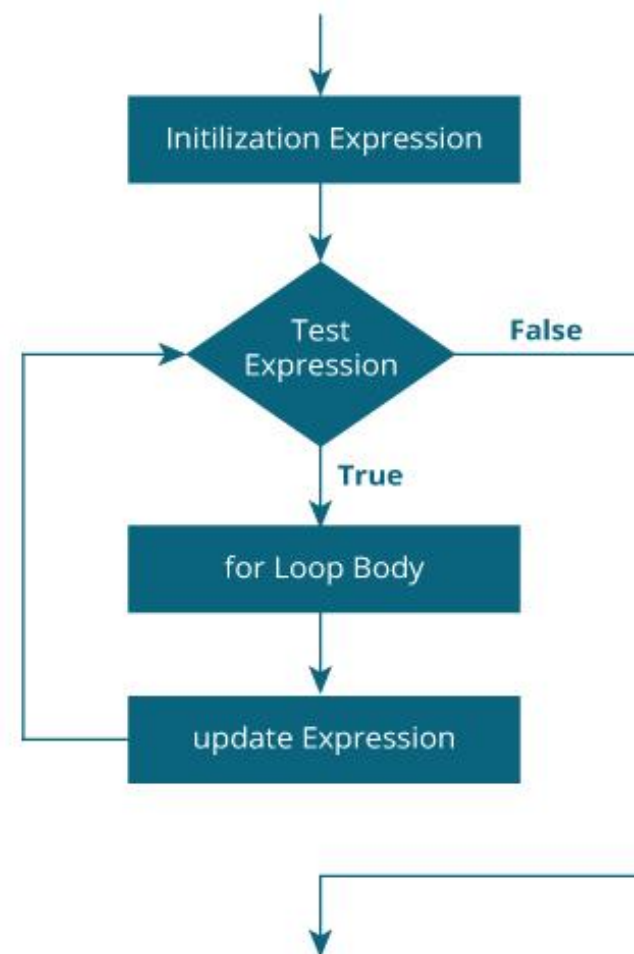 Initilization Expression
Test
Expression
False
True
for Loop Body
update Expression